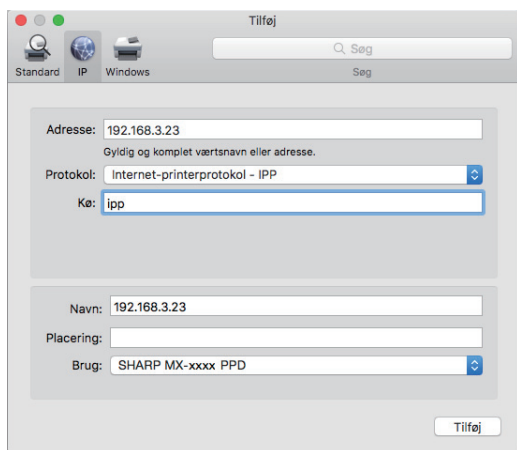 Tilføj
Søg
Standard IP Windows Søg
Adresse: 192.168.3.23
Gyldig og komplet værtsnavn eller adresse.
Protokol: Internet-printerprotokol - IPP
Kø: ipp
Navn: 192.168.3.23
Placering:
Brug: SHARP MX-xxxx PPD
Tilføj